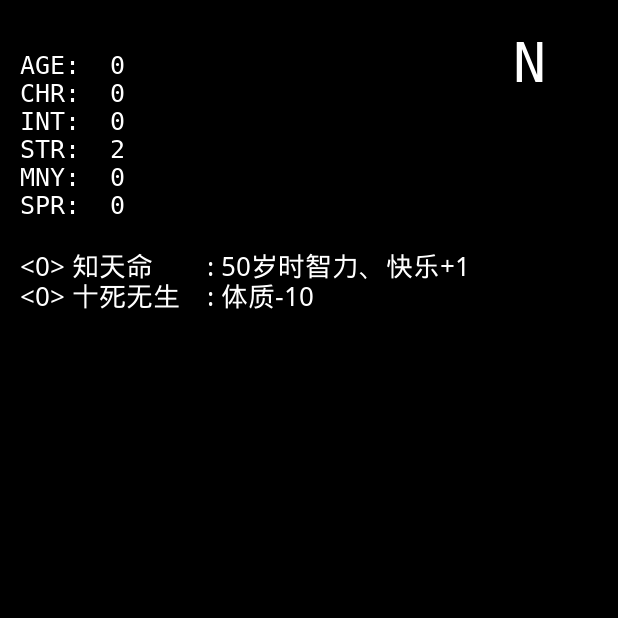 N
AGE: 0
CHR: 0
INT: 0
STR: 2
MNY: 0
SPR: 0
<0> 知天命 : 50岁时智力、快乐+1
<0> 十死无生 : 体质-10